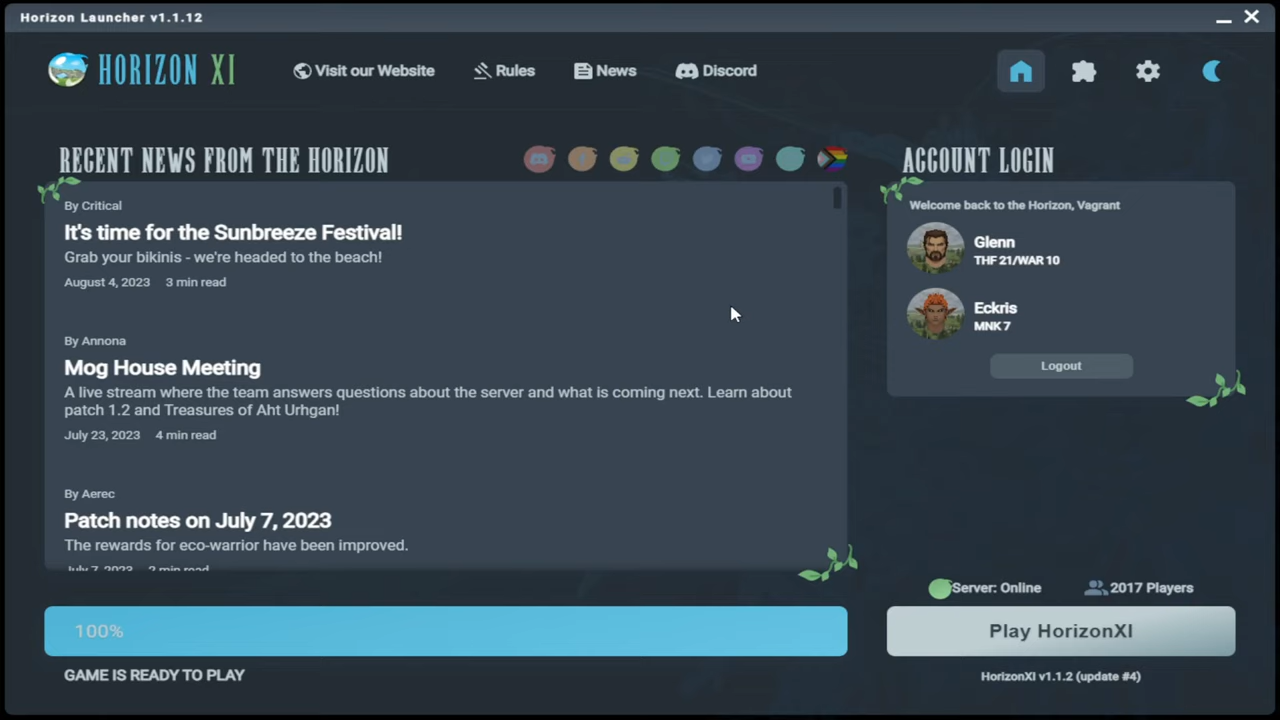 Horizon Launcher v1.1.12
HORIZON XI
Visit our Website
Rules
News
Discord
RECENT NEWS FROM THE HORIZON
By Critical
It's time for the Sunbreeze Festival!
Grab your bikinis - we're headed to the beach!
August 4, 2023 3 min read
By Annona
Mog House Meeting
A live stream where the team answers questions about the server and what is coming next. Learn about
patch 1.2 and Treasures of Aht Urhgan!
July 23, 2023 4 min read
By Aerec
Patch notes on July 7, 2023
The rewards for eco-warrior have been improved.
July 7, 2023 2 min read
ACCOUNT LOGIN
Welcome back to the Horizon, Vagrant
Glenn
THF 21/WAR 10
Eckris
MNK 7
Logout
Server: Online
2017 Players
100%
Play HorizonXI
GAME IS READY TO PLAY
HorizonXI v1.1.2 (update #4)